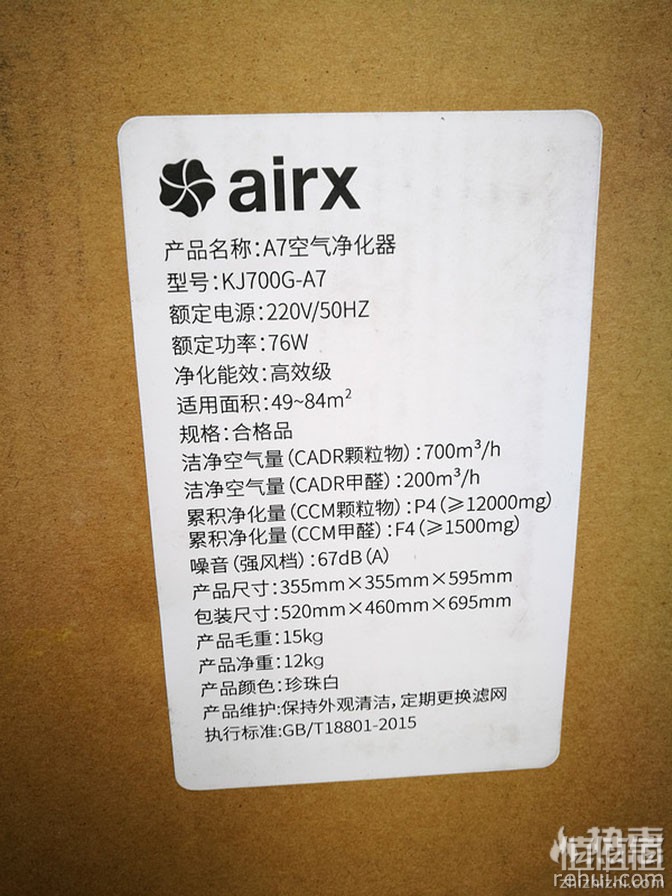 airx
产品名称:A7空气净化器
型号:KJ700G-A7
额定电源:220V/50HZ
额定功率:76W
净化能效:高效级
适用面积:49~84m²
规格:合格品
洁净空气量(CADR颗粒物):700m³/h
洁净空气量(CADR甲醛):200m³/h
累积净化量(CCM颗粒物):P4(≥12000mg)
累积净化量(CCM甲醛):F4(≥1500mg)
噪音(强风档):67dB(A)
产品尺寸:355mm×355mm×595mm
包装尺寸:520mm×460mm×695mm
产品毛重:15kg
产品净重:12kg
产品颜色:珍珠白
产品维护:保持外观清洁,定期更换滤网
执行标准:GB/T18801-2015
值值值
zhizhizhi.com
rehui.com